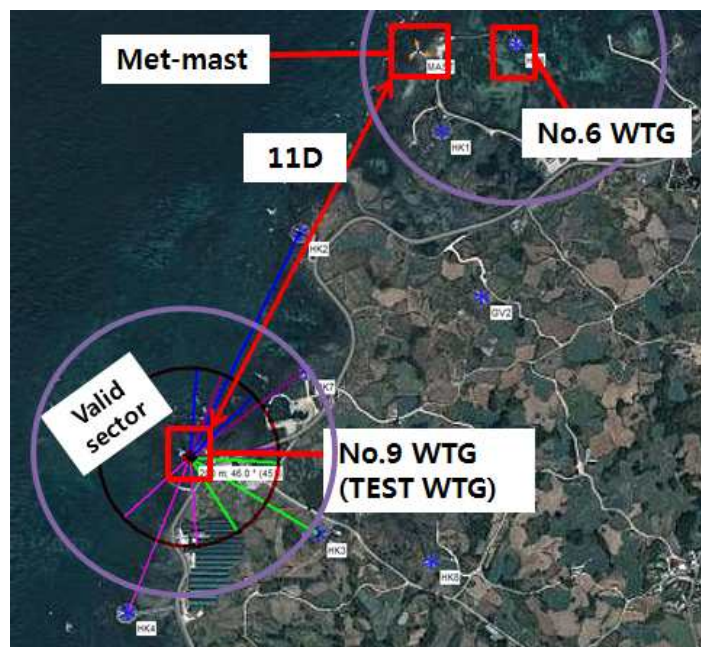 Met-mast
MAST
No.6 WTG
11D
HK1
HK2
GV2
Valid
sector
HK7
No.9 WTG
(TEST WTG)
HK3
HK8
HK4